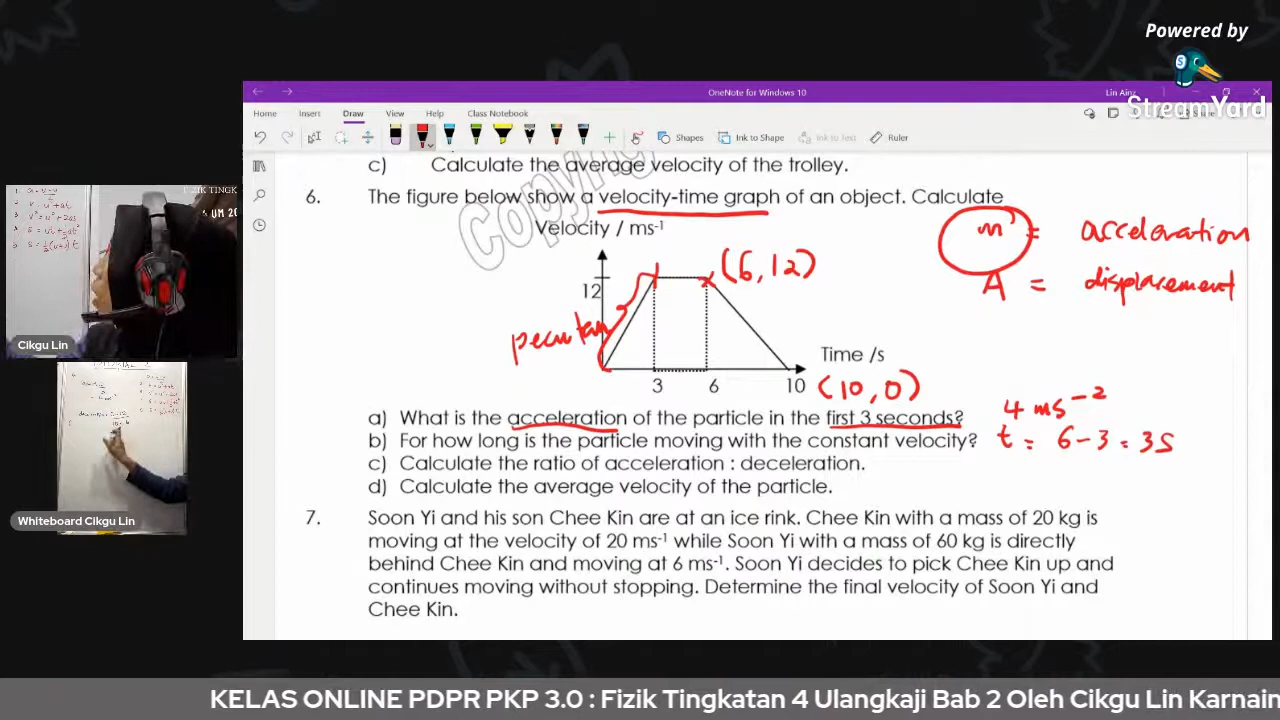 Powered by
StreamYard
OneNote for Windows 10
Lin Ainy
Home Insert Draw View Help Class Notebook
Shapes Ink to Shape Ink to Text Ruler
c) Calculate the average velocity of the trolley.
6. The figure below show a velocity-time graph of an object. Calculate
Copy
Velocity / ms⁻¹
m = acceleration
A = displacement
(6,12)
12
pecutan
Time /s
3 6 10
(10,0)
a) What is the acceleration of the particle in the first 3 seconds?
4 ms⁻²
b) For how long is the particle moving with the constant velocity?
t = 6-3 = 3s
c) Calculate the ratio of acceleration : deceleration.
d) Calculate the average velocity of the particle.
7. Soon Yi and his son Chee Kin are at an ice rink. Chee Kin with a mass of 20 kg is
moving at the velocity of 20 ms⁻¹ while Soon Yi with a mass of 60 kg is directly
behind Chee Kin and moving at 6 ms⁻¹. Soon Yi decides to pick Chee Kin up and
continues moving without stopping. Determine the final velocity of Soon Yi and
Chee Kin.
Cikgu Lin
Whiteboard Cikgu Lin
KELAS ONLINE PDPR PKP 3.0 : Fizik Tingkatan 4 Ulangkaji Bab 2 Oleh Cikgu Lin Karnain